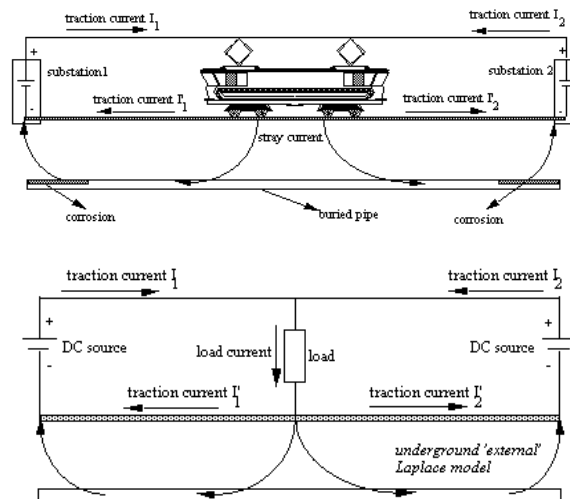 traction current I1
traction current I2
+
+
substation1
substation 2
-
-
traction current I'1
traction current I'2
stray current
corrosion
buried pipe
corrosion
traction current I1
traction current I2
+
+
DC source
load current
load
DC source
-
-
traction current I'1
traction current I'2
underground 'external'
Laplace model